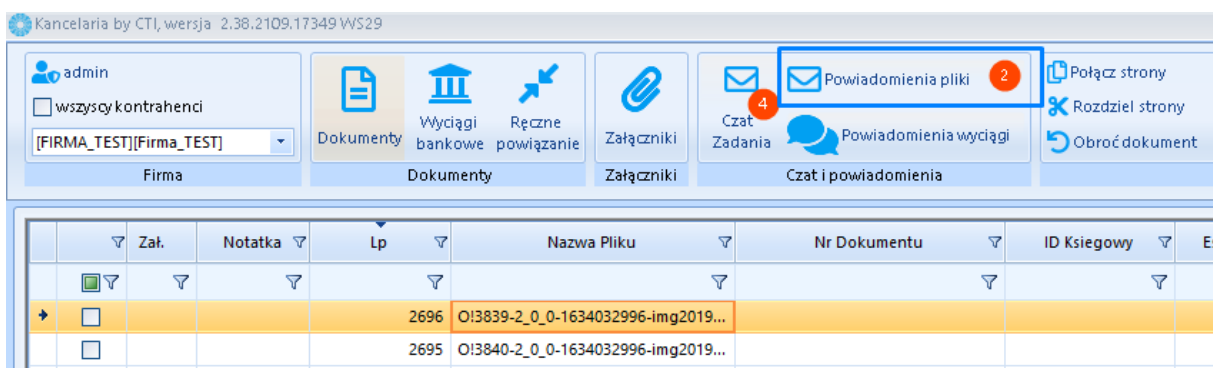 Kancelaria by CTI, wersja 2.38.2109.17349 WS29
admin
wszyscy kontrahenci
[FIRMA_TEST][Firma_TEST]
Firma
Dokumenty
Wyciągi bankowe
Ręczne powiązanie
Dokumenty
Załączniki
Załączniki
4
Czat
Zadania
Powiadomienia pliki 2
Powiadomienia wyciągi
Czat i powiadomienia
Połącz strony
Rozdziel strony
Obróć dokument
Zał. Notatka Lp Nazwa Pliku Nr Dokumentu ID Ksiegowy
2696 O!3839-2_0_0-1634032996-img2019...
2695 O!3840-2_0_0-1634032996-img2019...